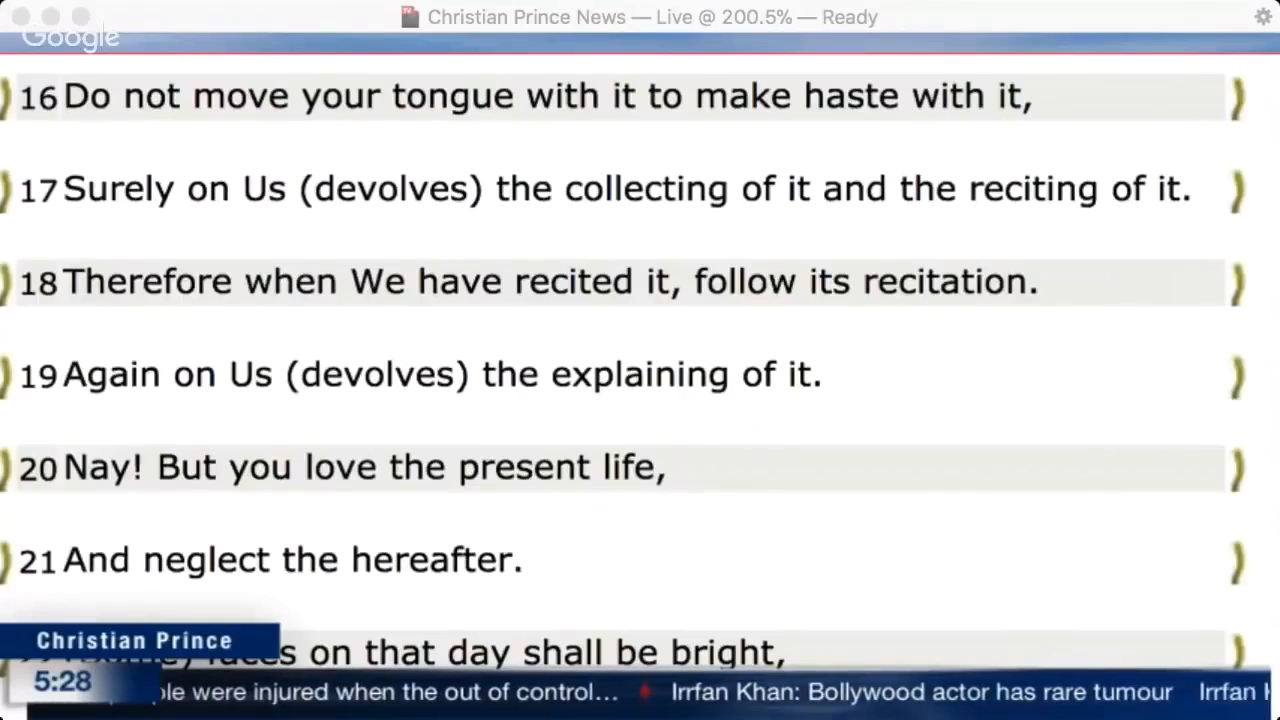 Christian Prince News — Live @ 200.5% — Ready
Google
16 Do not move your tongue with it to make haste with it,
17 Surely on Us (devolves) the collecting of it and the reciting of it.
18 Therefore when We have recited it, follow its recitation.
19 Again on Us (devolves) the explaining of it.
20 Nay! But you love the present life,
21 And neglect the hereafter.
on that day shall be bright,
Christian Prince
5:28
were injured when the out of control... ♦ Irrfan Khan: Bollywood actor has rare tumour Irrfan